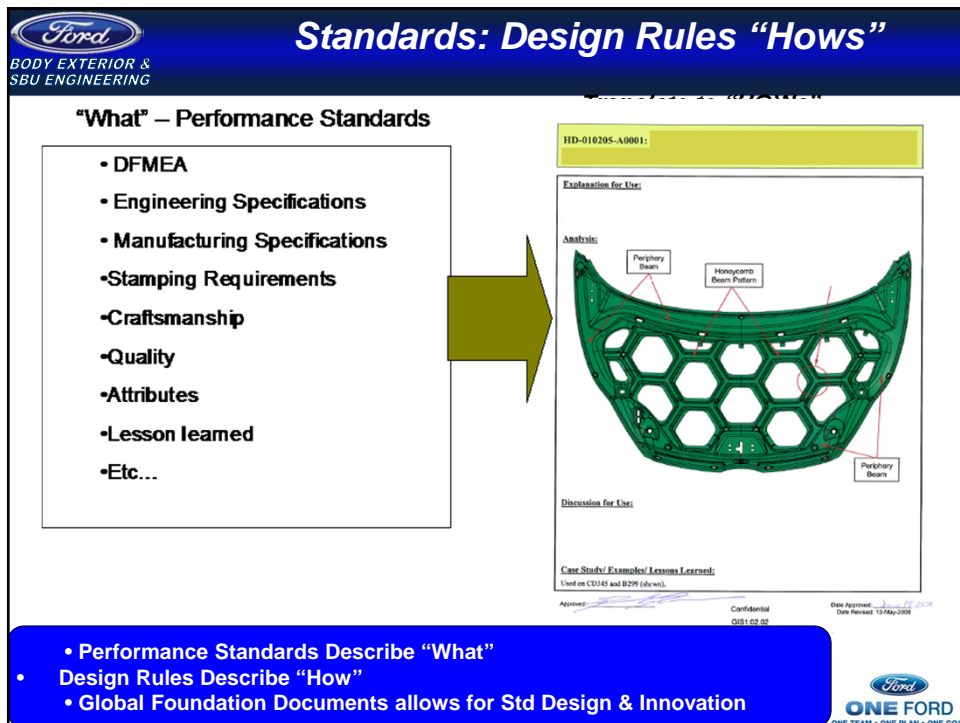 Ford
BODY EXTERIOR &
SBU ENGINEERING
Standards: Design Rules “Hows”
“What” – Performance Standards
• DFMEA
• Engineering Specifications
• Manufacturing Specifications
•Stamping Requirements
•Craftsmanship
•Quality
•Attributes
•Lesson learned
•Etc...
HD-010205-A0001:
Explanation for Use:
Analysis:
Periphery
Beam
Honeycomb
Beam Pattern
Periphery
Beam
Discussion for Use:
Case Study/ Examples/ Lessons Learned:
Used on CD345 and B299 (shown).
Approved:
Confidential
GIS1:02.02
Date Approved:
Date Revised: 13-May-2008
• Performance Standards Describe “What”
• Design Rules Describe “How”
• Global Foundation Documents allows for Std Design & Innovation
Ford
ONE FORD